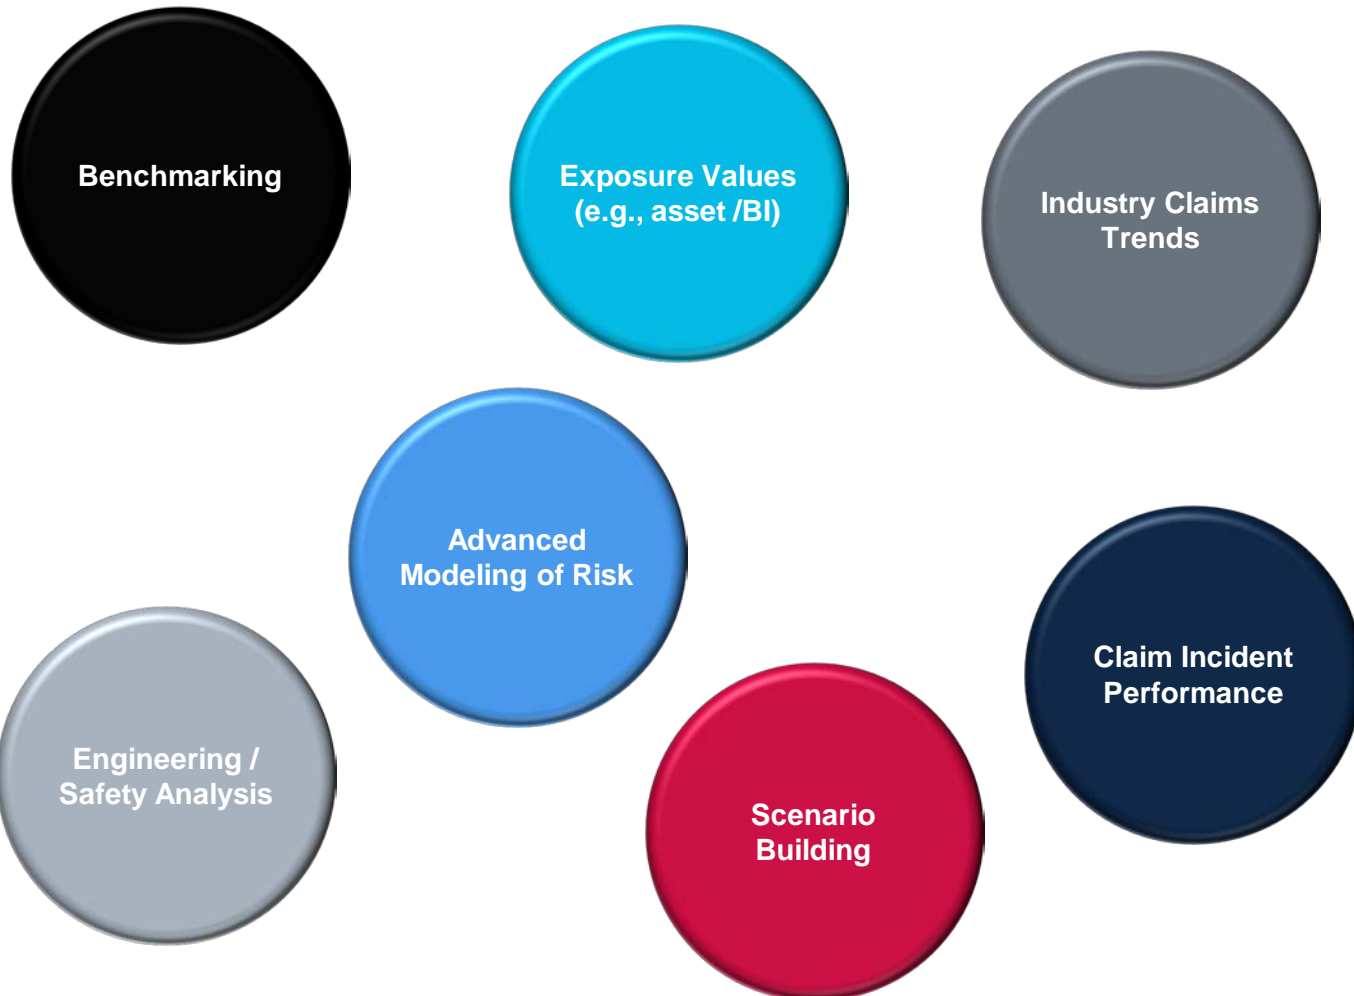 Benchmarking
Exposure Values
(e.g., asset /BI)
Industry Claims
Trends
Advanced
Modeling of Risk
Claim Incident
Performance
Engineering /
Safety Analysis
Scenario
Building